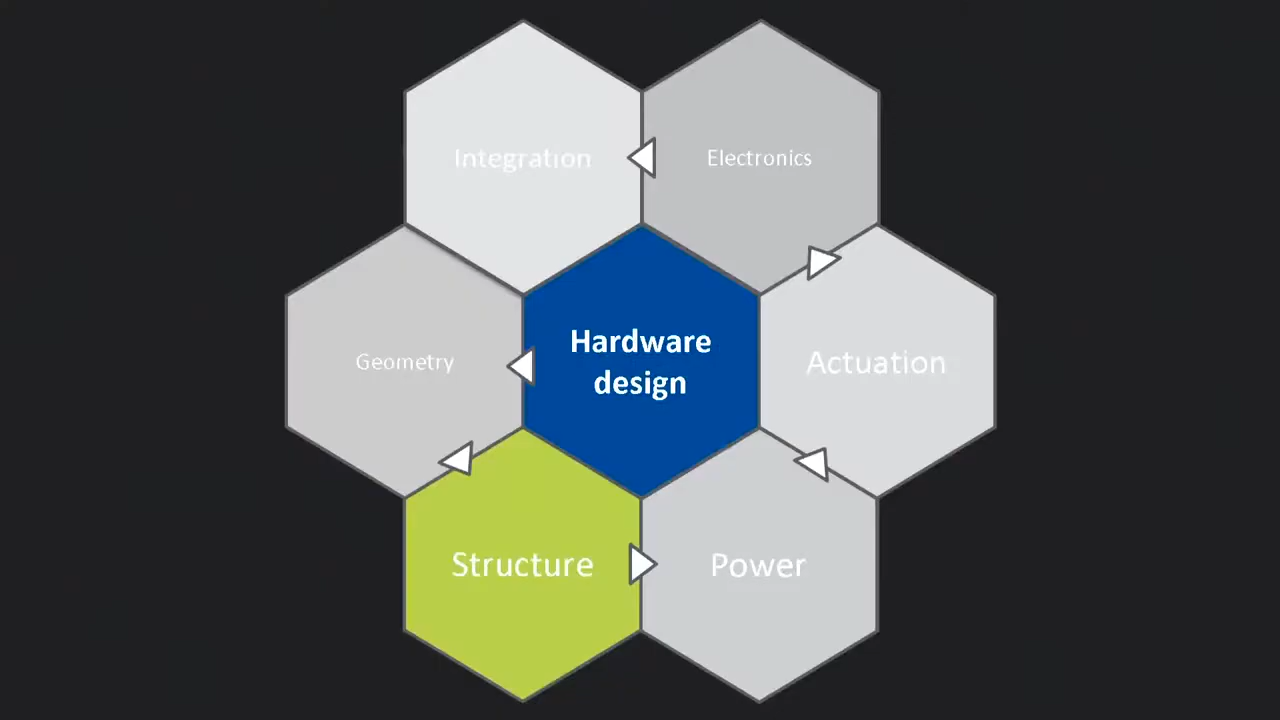 Integration
Electronics
Geometry
Hardware
design
Actuation
Structure
Power